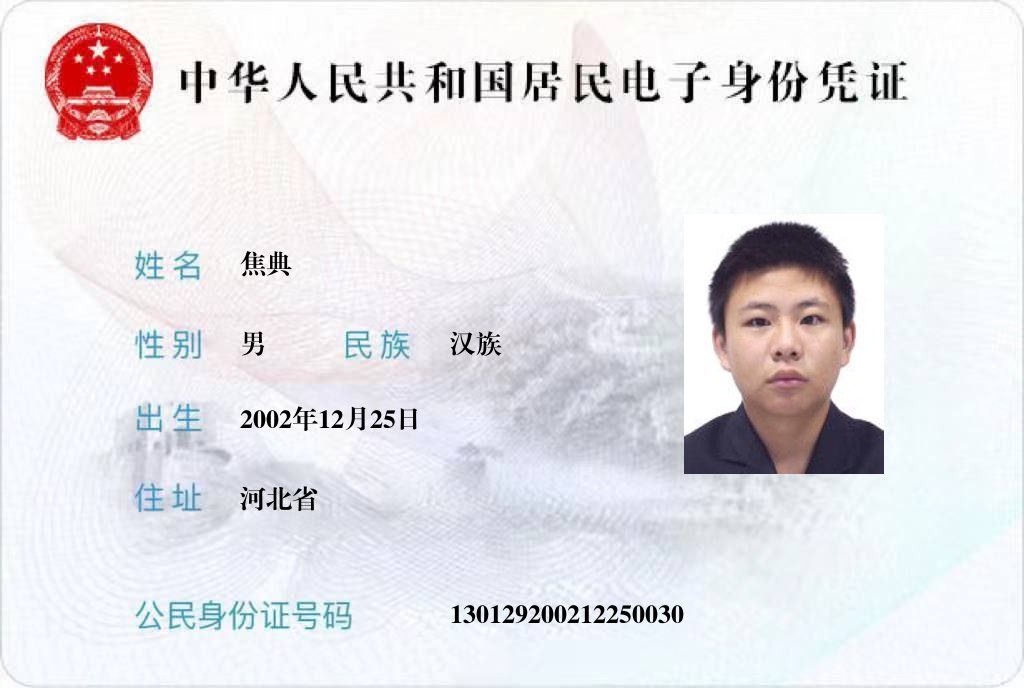 中华人民共和国居民电子身份凭证
姓名 焦典
性别 男 民族 汉族
出生 2002年12月25日
住址 河北省
公民身份证号码 130129200212250030